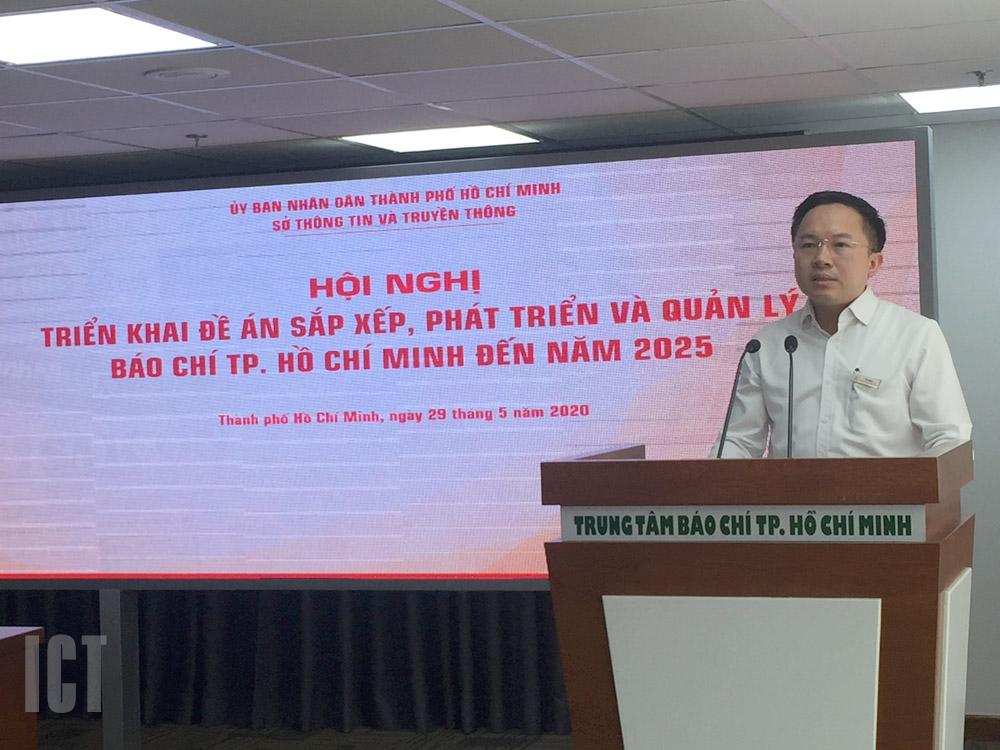 ỦY BAN NHÂN DÂN THÀNH PHỐ HỒ CHÍ MINH
SỞ THÔNG TIN VÀ TRUYỀN THÔNG
HỘI NGHỊ
TRIỂN KHAI ĐỀ ÁN SẮP XẾP, PHÁT TRIỂN VÀ QUẢN LÝ
BÁO CHÍ TP. HỒ CHÍ MINH ĐẾN NĂM 2025
Thành phố Hồ Chí Minh, ngày 29 tháng 5 năm 2020
TRUNG TÂM BÁO CHÍ TP. HỒ CHÍ MINH
ICT